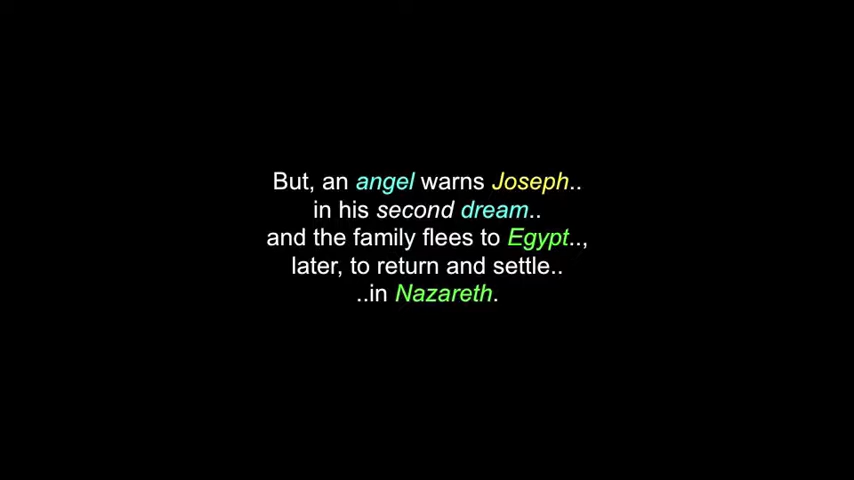 But, an angel warns Joseph..
in his second dream..
and the family flees to Egypt..,
later, to return and settle..
..in Nazareth.